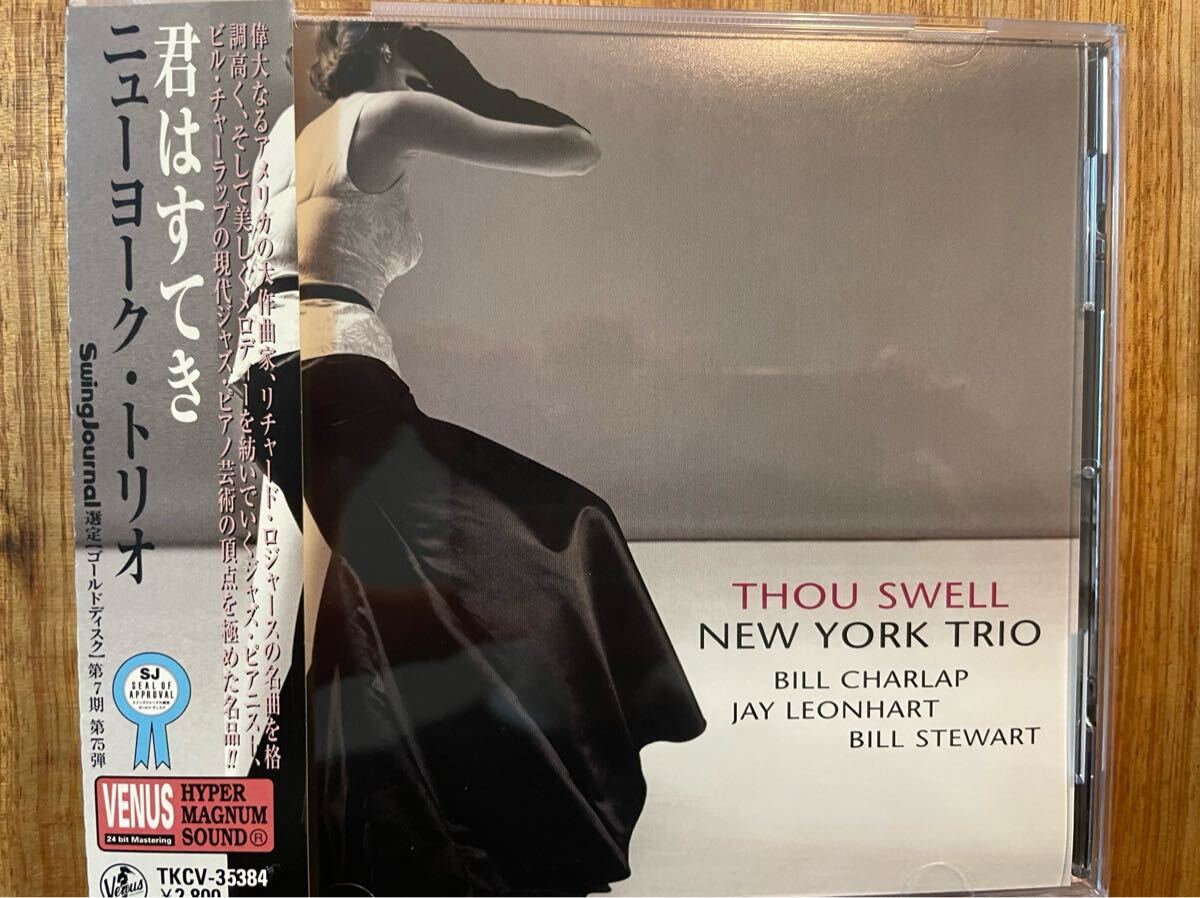 君はすてき
ニューヨーク・トリオ
偉大なるアメリカの大作曲家、リチャード・ロジャースの名曲を格
調高く、そして美しくメロディーを紡いでいくジャズ・ピアニスト、
ビル・チャーラップの現代ジャズ・ピアノ芸術の頂点を極めた名品!!
SwingJournal 選定【ゴールドディスク】第7期 第75弾
SJ
SEAL OF
APPROVAL
VENUS
24 bit Mastering
HYPER
MAGNUM
SOUND®
Venus
TKCV-35384
¥2,800
THOU SWELL
NEW YORK TRIO
BILL CHARLAP
JAY LEONHART
BILL STEWART